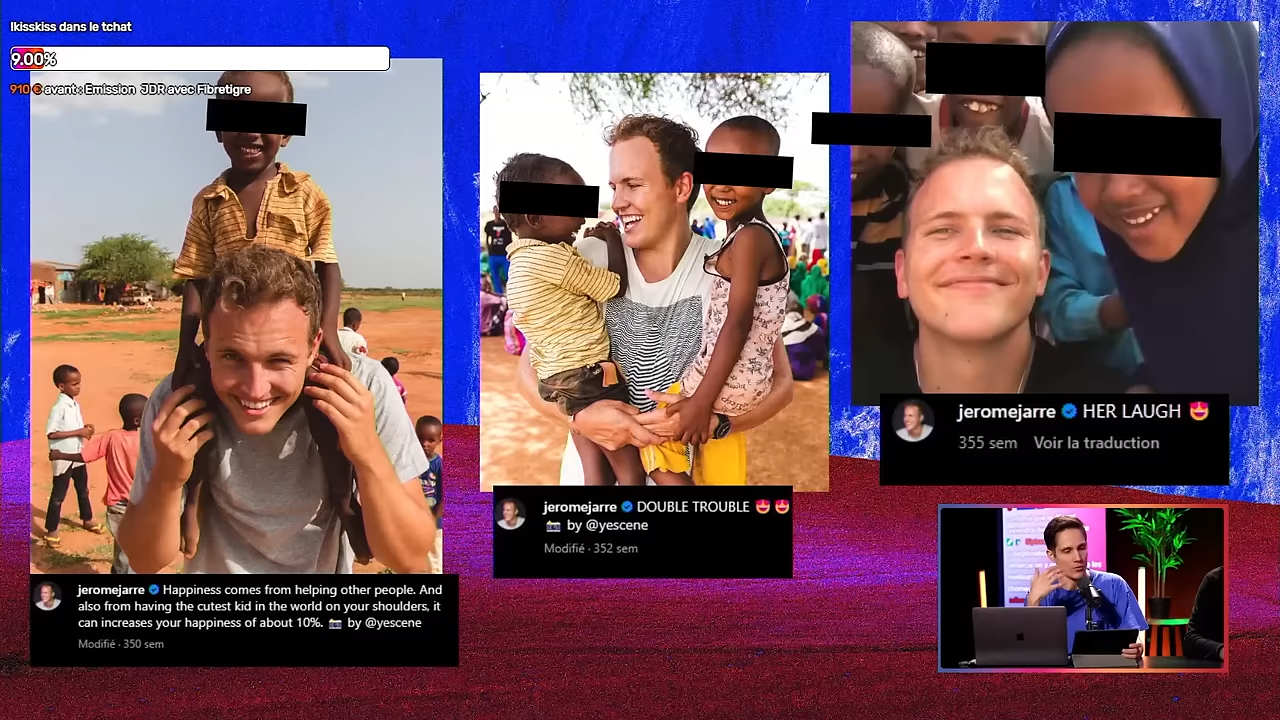 lkisskiss dans le tchat
9.00%
910 € avant : Emission JDR avec Fibretigre
jeromejarre Happiness comes from helping other people. And
also from having the cutest kid in the world on your shoulders, it
can increases your happiness of about 10%. 📷 by @yescene
Modifié · 350 sem
jeromejarre DOUBLE TROUBLE 😍 😍
📷 by @yescene
Modifié · 352 sem
jeromejarre HER LAUGH 😍
355 sem Voir la traduction